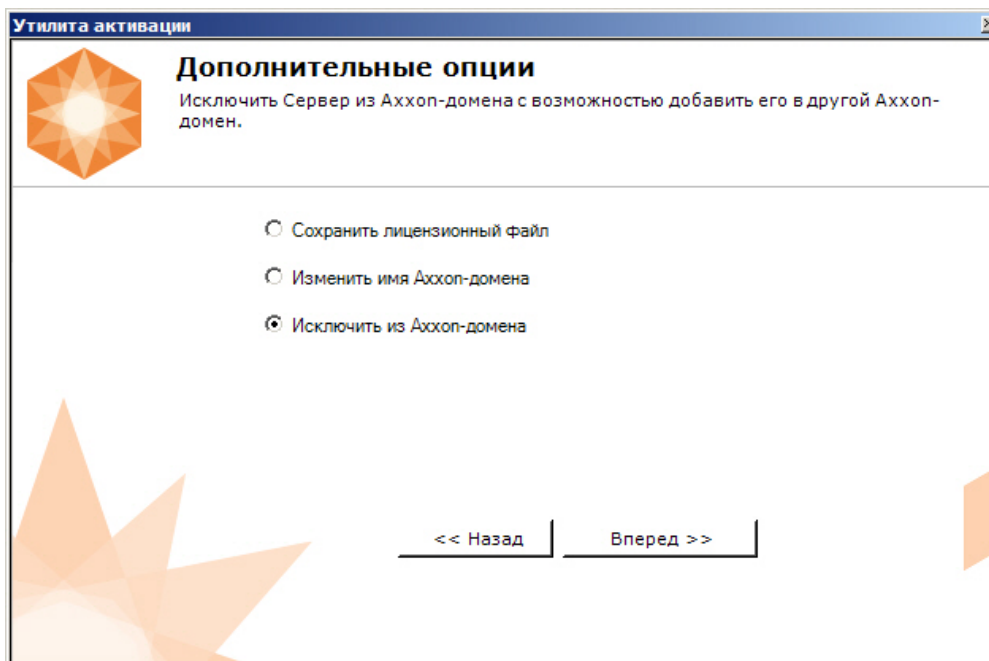 Утилита активации
Дополнительные опции
Исключить Сервер из Axxon-домена с возможностью добавить его в другой Axxon-
домен.
Сохранить лицензионный файл
Изменить имя Axxon-домена
Исключить из Axxon-домена
<< Назад
Вперед >>